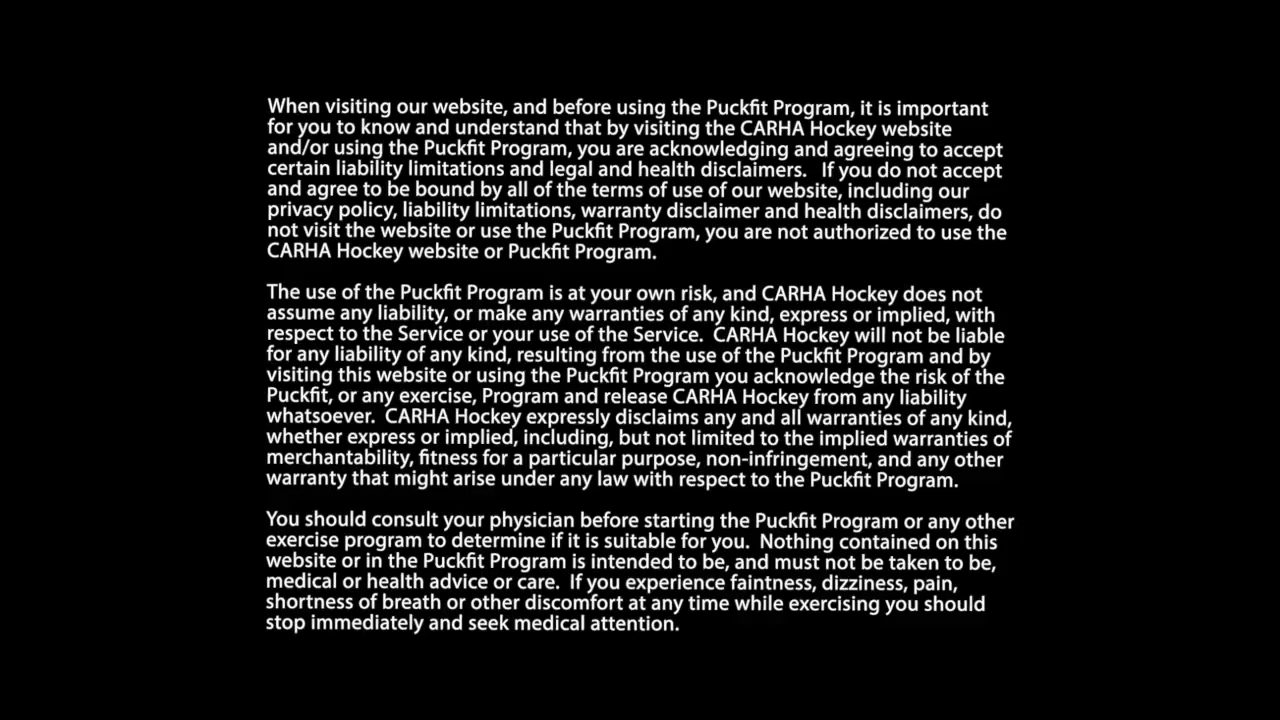 When visiting our website, and before using the Puckfit Program, it is important
for you to know and understand that by visiting the CARHA Hockey website
and/or using the Puckfit Program, you are acknowledging and agreeing to accept
certain liability limitations and legal and health disclaimers.   If you do not accept
and agree to be bound by all of the terms of use of our website, including our
privacy policy, liability limitations, warranty disclaimer and health disclaimers, do
not visit the website or use the Puckfit Program, you are not authorized to use the
CARHA Hockey website or Puckfit Program.
The use of the Puckfit Program is at your own risk, and CARHA Hockey does not
assume any liability, or make any warranties of any kind, express or implied, with
respect to the Service or your use of the Service.  CARHA Hockey will not be liable
for any liability of any kind, resulting from the use of the Puckfit Program and by
visiting this website or using the Puckfit Program you acknowledge the risk of the
Puckfit, or any exercise, Program and release CARHA Hockey from any liability
whatsoever.  CARHA Hockey expressly disclaims any and all warranties of any kind,
whether express or implied, including, but not limited to the implied warranties of
merchantability, fitness for a particular purpose, non-infringement, and any other
warranty that might arise under any law with respect to the Puckfit Program.
You should consult your physician before starting the Puckfit Program or any other
exercise program to determine if it is suitable for you.  Nothing contained on this
website or in the Puckfit Program is intended to be, and must not be taken to be,
medical or health advice or care.  If you experience faintness, dizziness, pain,
shortness of breath or other discomfort at any time while exercising you should
stop immediately and seek medical attention.